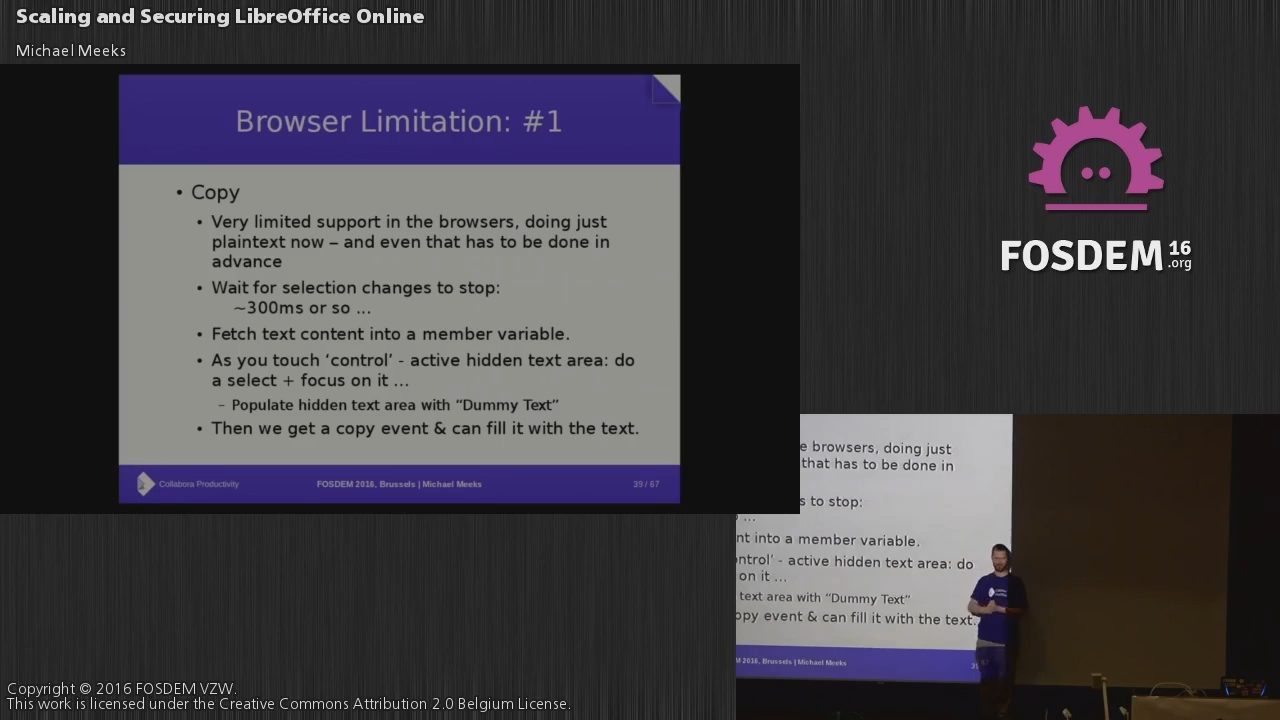 Scaling and Securing LibreOffice Online
Michael Meeks
Browser Limitation: #1
• Copy
• Very limited support in the browsers, doing just
plaintext now – and even that has to be done in
advance
• Wait for selection changes to stop:
~300ms or so ...
• Fetch text content into a member variable.
• As you touch ‘control’ - active hidden text area: do
a select + focus on it ...
– Populate hidden text area with “Dummy Text”
• Then we get a copy event & can fill it with the text.
Collabora Productivity
FOSDEM 2016, Brussels | Michael Meeks
39 / 67
FOSDEM 16
.org
e browsers, doing just
that has to be done in
s to stop:
...
nt into a member variable.
ontrol’ - active hidden text area: do
on it ...
text area with “Dummy Text”
opy event & can fill it with the text.
M 2016, Brussels | Michael Meeks
Copyright © 2016 FOSDEM VZW.
This work is licensed under the Creative Commons Attribution 2.0 Belgium License.